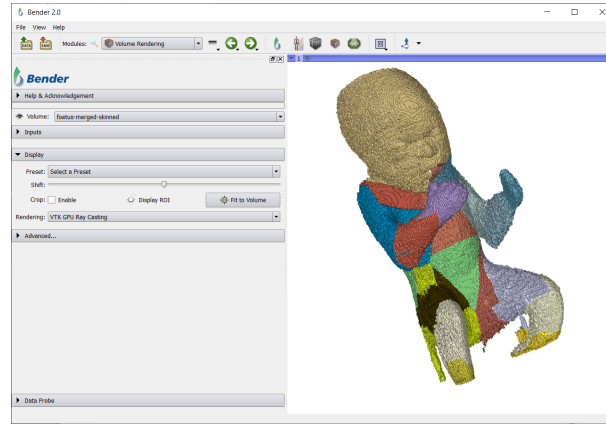 Bender 2.0
File View Help
DATA SAVE Modules: Volume Rendering
1
Bender
Help & Acknowledgement
Volume: foetus-merged-skinned
Inputs
Display
Preset: Select a Preset
Shift:
Crop: Enable Display ROI Fit to Volume
Rendering: VTK GPU Ray Casting
Advanced...
Data Probe